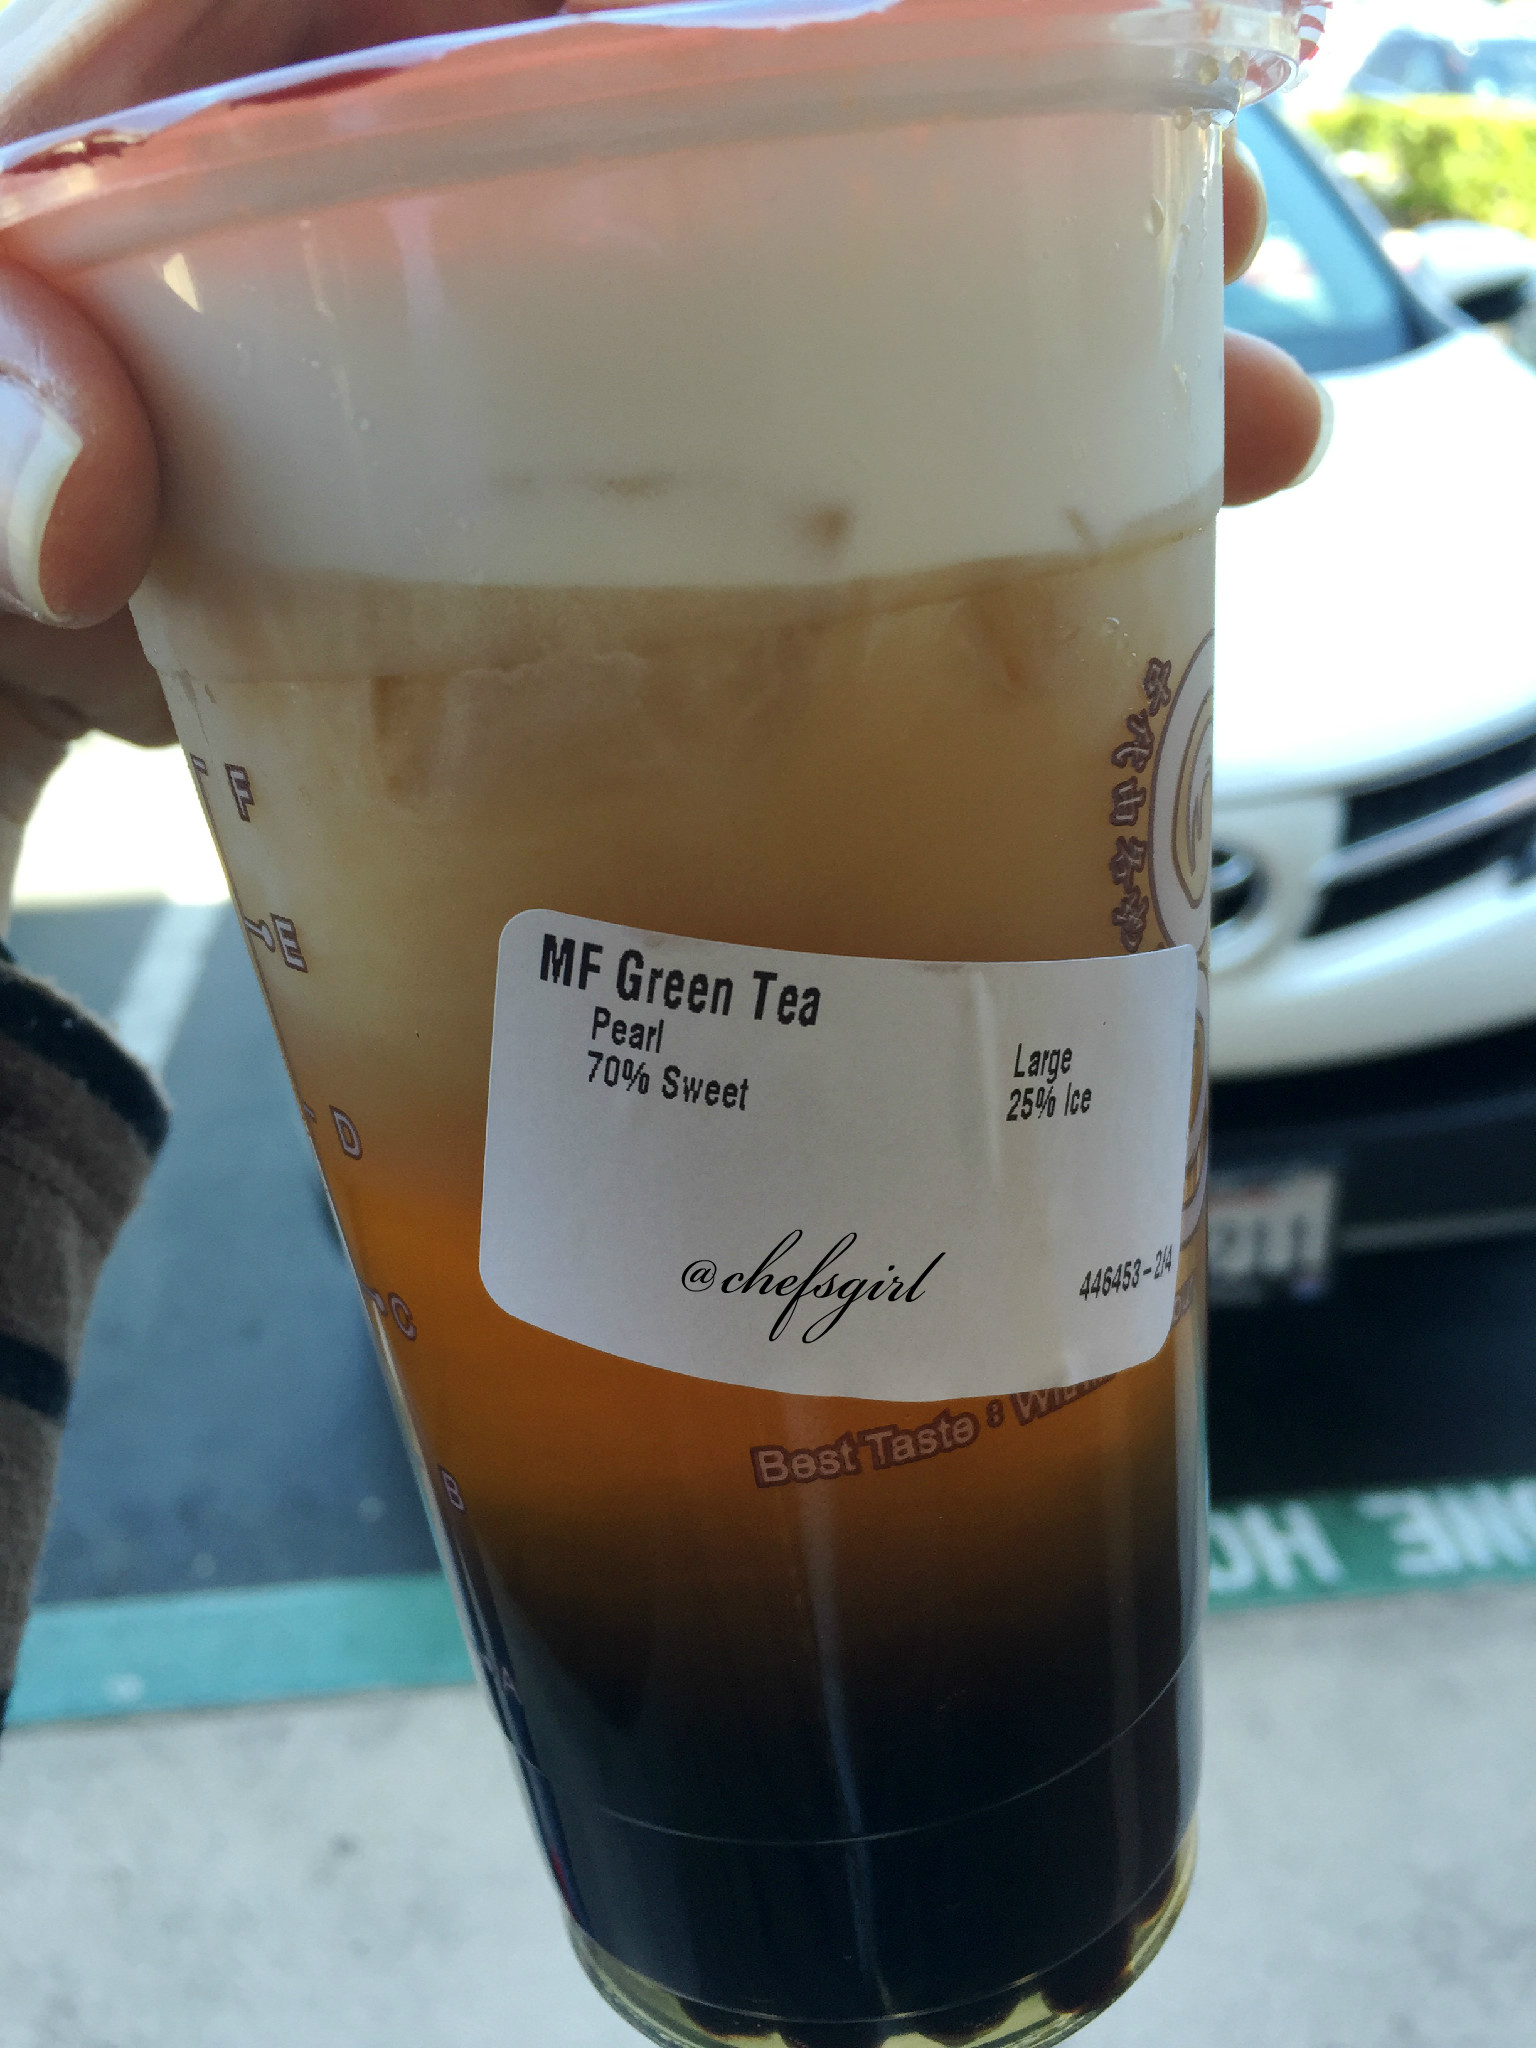 F
E
D
C
B
A
MF Green Tea
Pearl
70% Sweet
Large
25% Ice
@chefsgirl
446453-2/4
Best Taste: